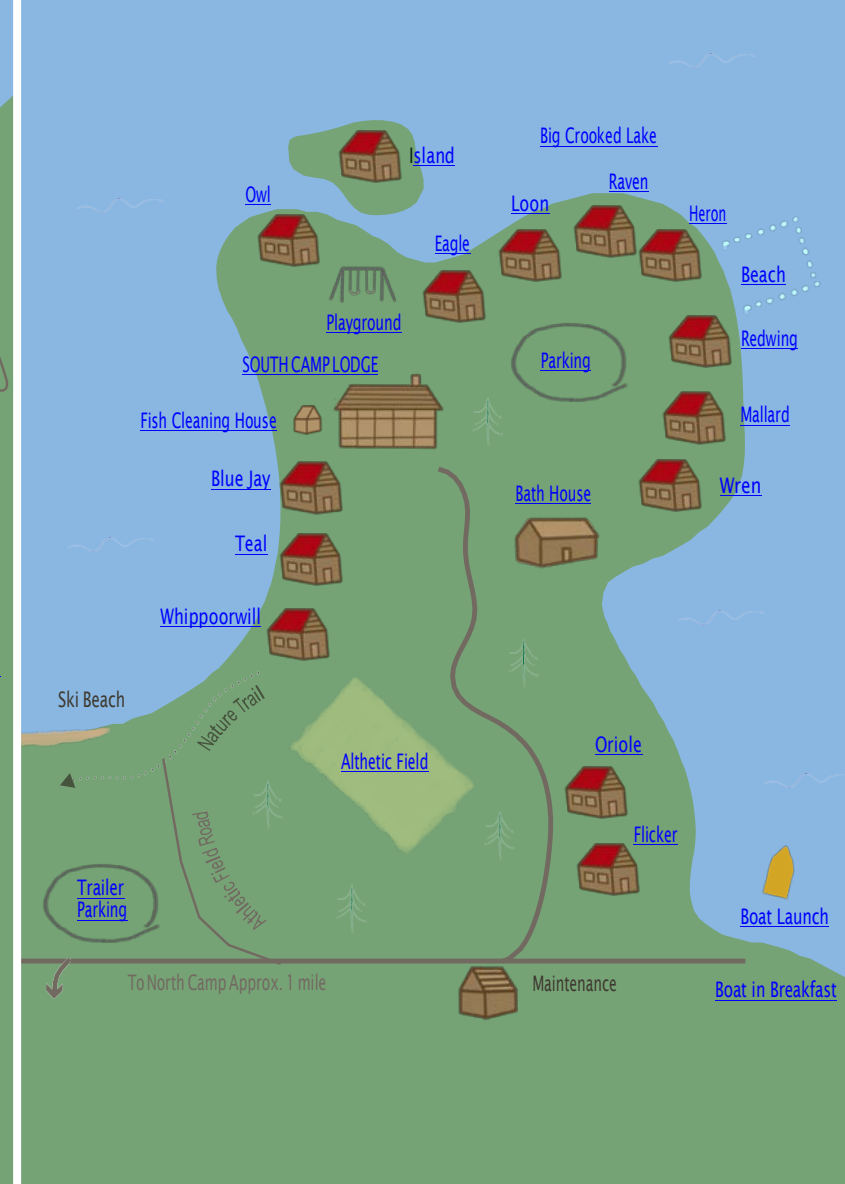 Big Crooked Lake
Island
Raven
Owl
Loon
Heron
Eagle
Beach
Playground
Redwing
SOUTH CAMP LODGE
Parking
Fish Cleaning House
Mallard
Blue Jay
Wren
Bath House
Teal
Whippoorwill
Ski Beach
Nature Trail
Oriole
Althetic Field
Flicker
Athletic Field Road
Trailer
Parking
Boat Launch
To North Camp Approx. 1 mile
Maintenance
Boat in Breakfast